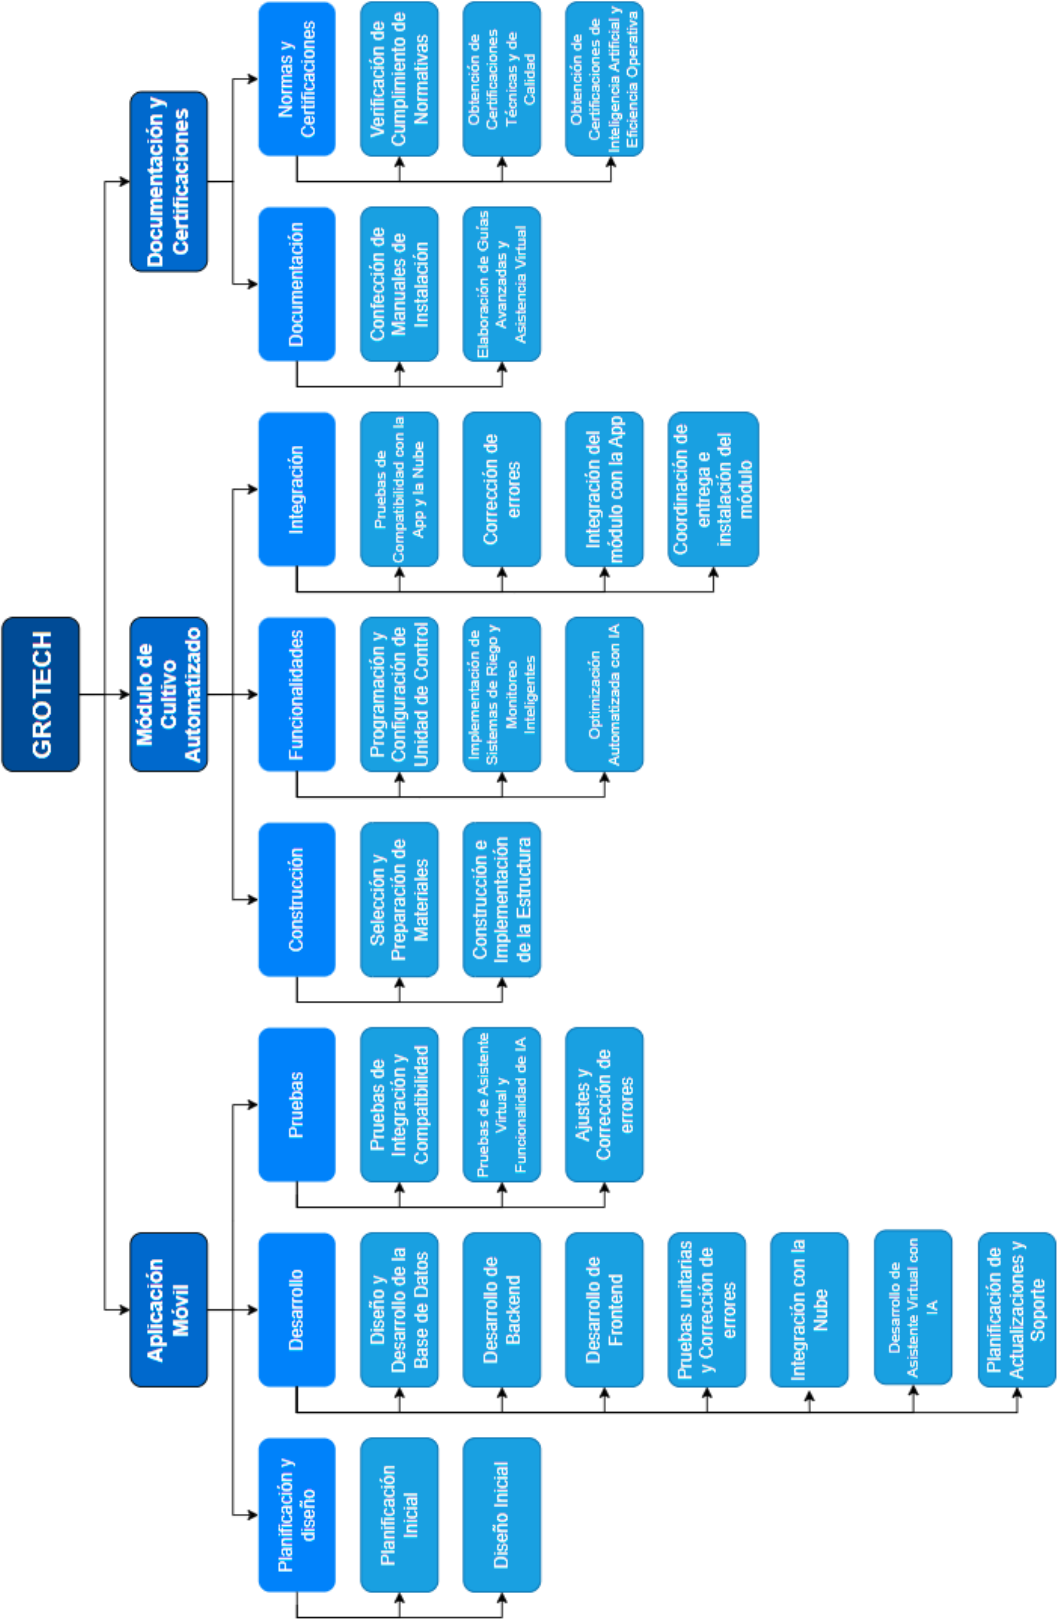 GROTECH
Aplicación
Móvil
Módulo de
Cultivo
Automatizado
Documentación y
Certificaciones
Planificación y
diseño
Planificación
Inicial
Diseño Inicial
Desarrollo
Diseño y
Desarrollo de la
Base de Datos
Desarrollo de
Backend
Desarrollo de
Frontend
Pruebas unitarias
y Corrección de
errores
Integración con la
Nube
Desarrollo de
Asistente Virtual con
IA
Planificación de
Actualizaciones y
Soporte
Pruebas
Pruebas de
Integración y
Compatibilidad
Pruebas de Asistente
Virtual y
Funcionalidad de IA
Ajustes y
Corrección de
errores
Construcción
Selección y
Preparación de
Materiales
Construcción e
Implementación
de la Estructura
Funcionalidades
Programación y
Configuración de
Unidad de Control
Implementación de
Sistemas de Riego y
Monitoreo
Inteligentes
Optimización
Automatizada con IA
Integración
Pruebas de
Compatibilidad con la
App y la Nube
Corrección de
errores
Integración del
módulo con la App
Coordinación de
entrega e
instalación del
módulo
Documentación
Confección de
Manuales de
Instalación
Elaboración de Guías
Avanzadas y
Asistencia Virtual
Normas y
Certificaciones
Verificación de
Cumplimiento de
Normativas
Obtención de
Certificaciones
Técnicas y de
Calidad
Obtención de
Certificaciones de
Inteligencia Artificial y
Eficiencia Operativa